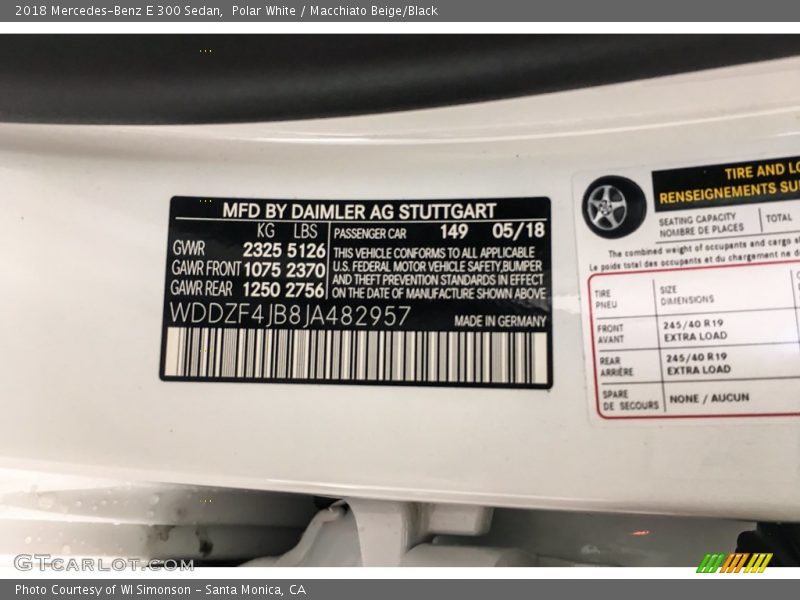 2018 Mercedes-Benz E 300 Sedan, Polar White / Macchiato Beige/Black
MFD BY DAIMLER AG STUTTGART
KG LBS PASSENGER CAR 149 05/18
GWR 2325 5126
GAWR FRONT 1075 2370
GAWR REAR 1250 2756
THIS VEHICLE CONFORMS TO ALL APPLICABLE
U.S. FEDERAL MOTOR VEHICLE SAFETY, BUMPER
AND THEFT PREVENTION STANDARDS IN EFFECT
ON THE DATE OF MANUFACTURE SHOWN ABOVE
WDDZF4JB8JA482957 MADE IN GERMANY
TIRE AND
RENSEIGNEMENTS
SEATING CAPACITY TOTAL
NOMBRE DE PLACES
The combined weight of occupants and cargo
Le poids total des occupants et du chargement ne
TIRE SIZE
PNEU DIMENSIONS
FRONT 245/40 R19
AVANT EXTRA LOAD
REAR 245/40 R19
ARRIÈRE EXTRA LOAD
SPARE NONE / AUCUN
DE SECOURS
GTCARLOT.COM
Photo Courtesy of WI Simonson - Santa Monica, CA